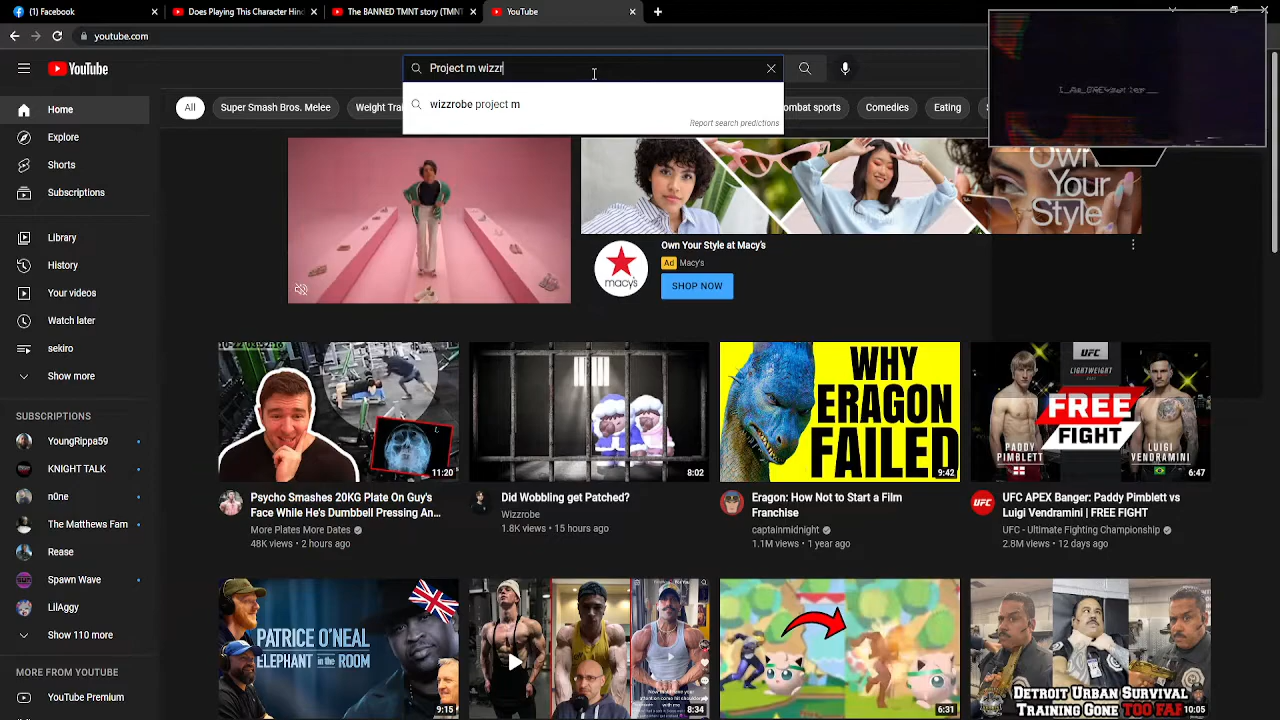 (1) Facebook
Does Playing This Character Hin
The BANNED TMNT story (TMNT
YouTube
youtube.com
YouTube
Project m wizzr
wizzrobe project m
Report search predictions
All
Super Smash Bros. Melee
Weight Tra
ombat sports
Comedies
Eating
Home
Explore
Shorts
Subscriptions
Library
History
Your videos
Watch later
sekiro
Show more
SUBSCRIPTIONS
YoungRippa59
KNIGHT TALK
n0ne
The Matthews Fam
Rease
Spawn Wave
LilAggy
Show 110 more
MORE FROM YOUTUBE
YouTube Premium
Own
Your
Style
macy's
Own Your Style at Macy's
Ad Macy's
SHOP NOW
11:20
Psycho Smashes 20KG Plate On Guy's
Face While He's Dumbbell Pressing An...
More Plates More Dates
48K views • 2 hours ago
8:02
Did Wobbling get Patched?
Wizzrobe
1.8K views • 15 hours ago
WHY
ERAGON
FAILED
9:42
Eragon: How Not to Start a Film
Franchise
captainmidnight
1.1M views • 1 year ago
UFC
LIGHTWEIGHT
FREE
FIGHT
PADDY
PIMBLETT
LUIGI
VENDRAMINI
6:47
UFC APEX Banger: Paddy Pimblett vs
Luigi Vendramini | FREE FIGHT
UFC - Ultimate Fighting Championship
2.8M views • 12 days ago
PATRICE O'NEAL
ELEPHANT in the ROOM
9:15
8:34
6:31
DETROIT URBAN SURVIVAL
TRAINING GONE TOO FAR
10:05